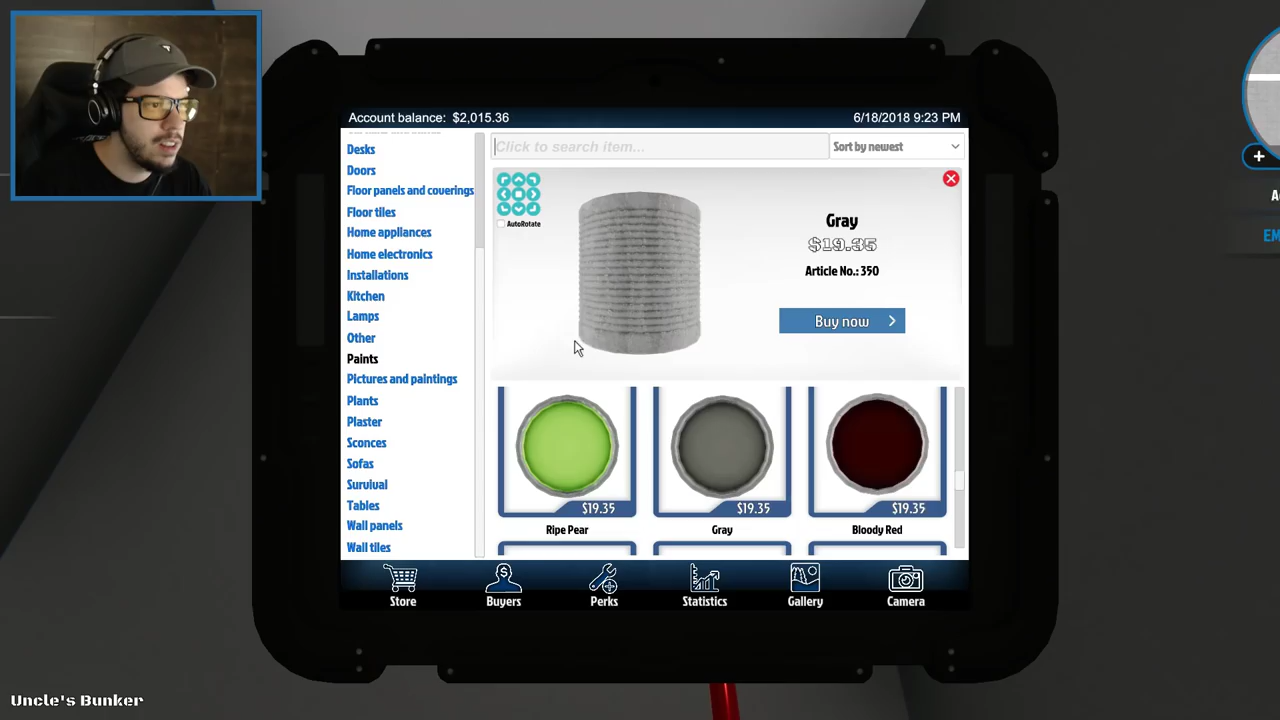 Account balance: $2,015.36
6/18/2018 9:23 PM
Desks
Doors
Floor panels and coverings
Floor tiles
Home appliances
Home electronics
Installations
Kitchen
Lamps
Other
Paints
Pictures and paintings
Plants
Plaster
Sconces
Sofas
Survival
Tables
Wall panels
Wall tiles
Click to search item...
Sort by newest
AutoRotate
Gray
$19.35
Article No.: 350
Buy now
$19.35
$19.35
$19.35
Ripe Pear
Gray
Bloody Red
Store
Buyers
Perks
Statistics
Gallery
Camera
Uncle's Bunker